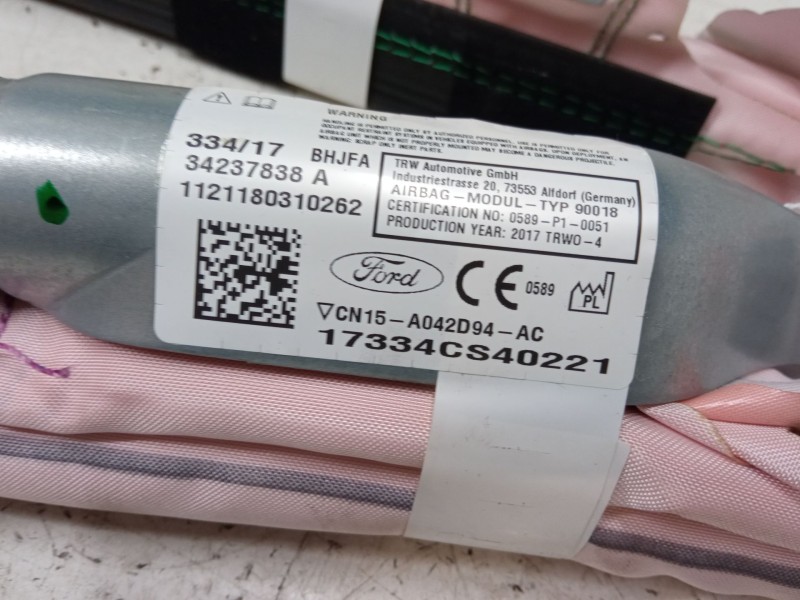 WARNING
334/17
BHJFA
34237838 A
1121180310262
TRW Automotive GmbH
Industriestrasse 20, 73553 Alfdorf (Germany)
AIRBAG-MODUL-TYP 90018
CERTIFICATION NO: 0589-P1-0051
PRODUCTION YEAR: 2017 TRWO-4
Ford
CE 0589
PL
▽CN15-A042D94-AC
17334CS40221